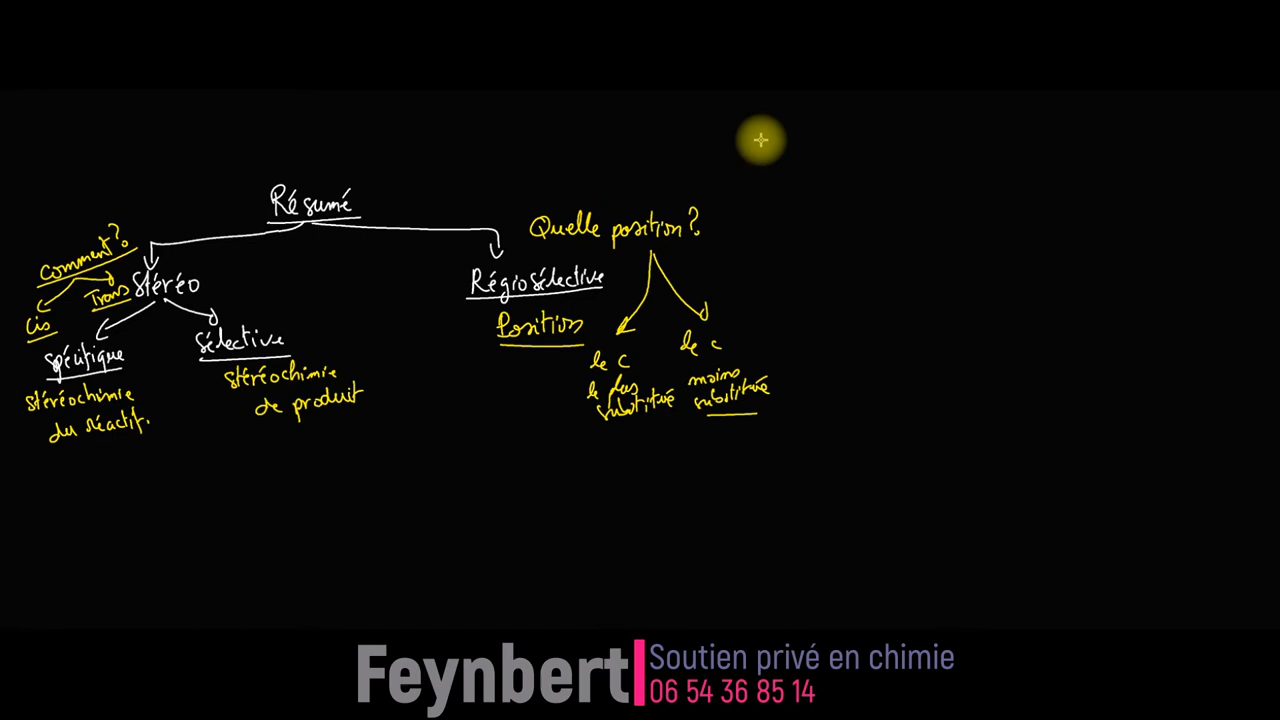 Résumé
Comment?
Cis
Trans
Stéréo
Spécifique
stéréochimie
du réactif.
Sélective
stéréochimie
de produit
Régiosélective
Position
Quelle position?
le C
le plus
substitué
le C
moins
substitué
Feynbert
Soutien privé en chimie
06 54 36 85 14